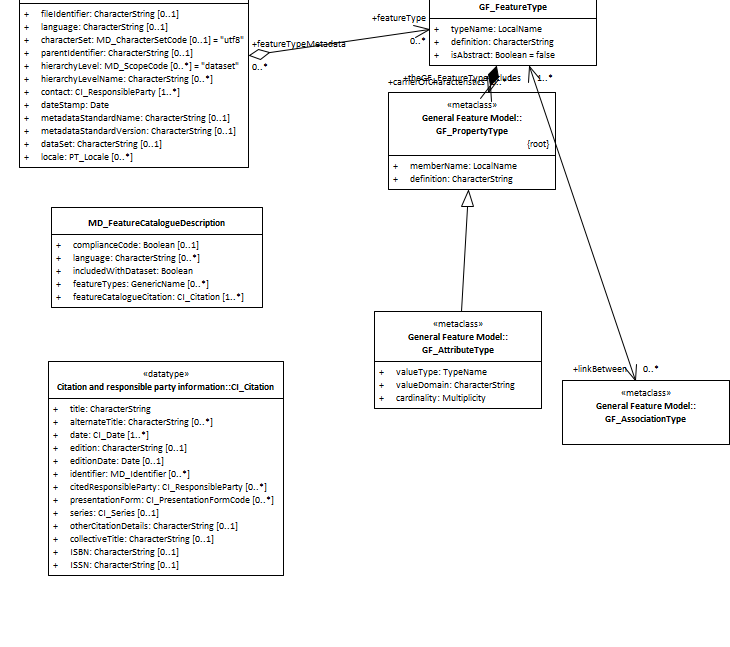 + fileIdentifier: CharacterString [0..1]
+ language: CharacterString [0..1]
+ characterSet: MD_CharacterSetCode [0..1] = "utf8"
+ parentIdentifier: CharacterString [0..1]
+ hierarchyLevel: MD_ScopeCode [0..*] = "dataset"
+ hierarchyLevelName: CharacterString [0..*]
+ contact: CI_ResponsibleParty [1..*]
+ dateStamp: Date
+ metadataStandardName: CharacterString [0..1]
+ metadataStandardVersion: CharacterString [0..1]
+ dataSet: CharacterString [0..1]
+ locale: PT_Locale [0..*]
+featureTypeMetadata
0..*
+featureType
0..*
GF_FeatureType
+ typeName: LocalName
+ definition: CharacterString
+ isAbstract: Boolean = false
1..*
«metaclass»
General Feature Model::
GF_PropertyType
{root}
+ memberName: LocalName
+ definition: CharacterString
MD_FeatureCatalogueDescription
+ complianceCode: Boolean [0..1]
+ language: CharacterString [0..*]
+ includedWithDataset: Boolean
+ featureTypes: GenericName [0..*]
+ featureCatalogueCitation: CI_Citation [1..*]
«metaclass»
General Feature Model::
GF_AttributeType
+ valueType: TypeName
+ valueDomain: CharacterString
+ cardinality: Multiplicity
+linkBetween
0..*
«metaclass»
General Feature Model::
GF_AssociationType
«datatype»
Citation and responsible party information::CI_Citation
+ title: CharacterString
+ alternateTitle: CharacterString [0..*]
+ date: CI_Date [1..*]
+ edition: CharacterString [0..1]
+ editionDate: Date [0..1]
+ identifier: MD_Identifier [0..*]
+ citedResponsibleParty: CI_ResponsibleParty [0..*]
+ presentationForm: CI_PresentationFormCode [0..*]
+ series: CI_Series [0..1]
+ otherCitationDetails: CharacterString [0..1]
+ collectiveTitle: CharacterString [0..1]
+ ISBN: CharacterString [0..1]
+ ISSN: CharacterString [0..1]